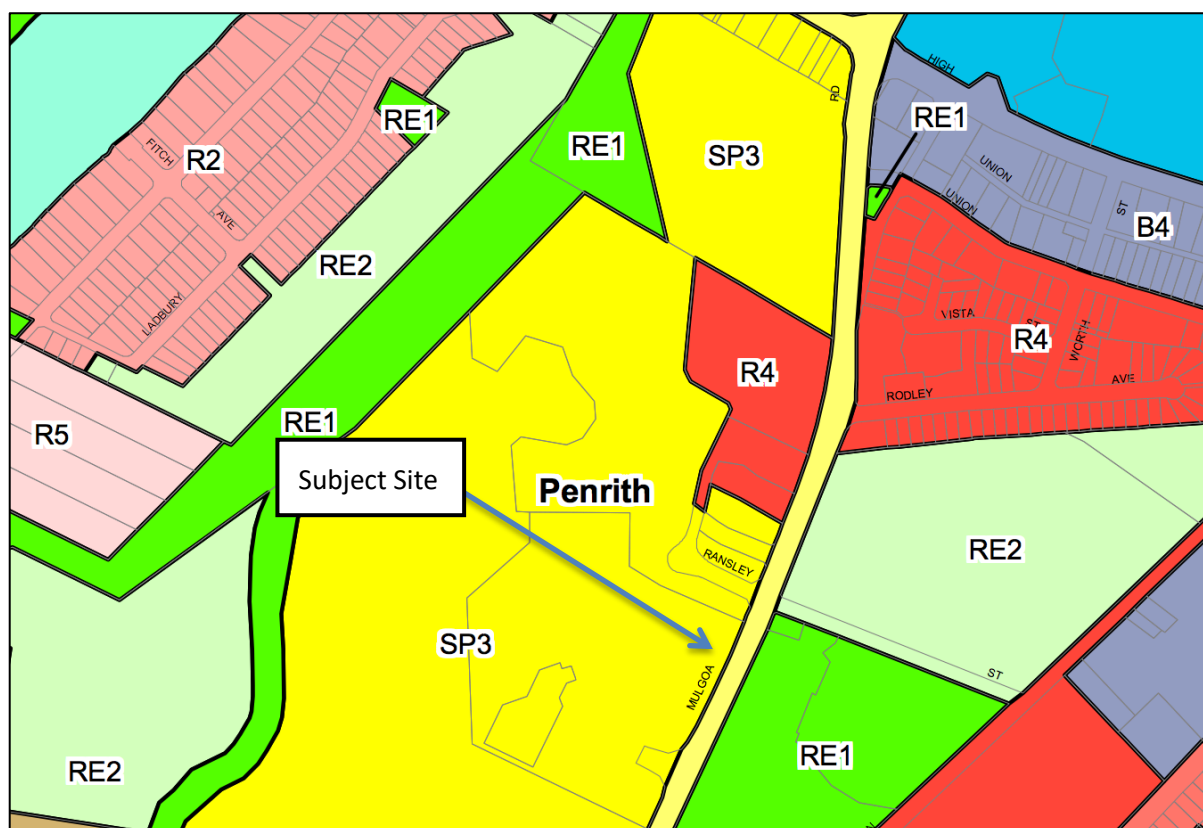 HIGH
RE1
RE1
RD
R2
FITCH
RE1
SP3
UNION
UNION
ST
AVE
B4
RE2
LADBURY
VISTA
ST
WORTH
R4
R4
AVE
RODLEY
RE1
R5
Subject Site
Penrith
RE2
RANSLEY
SP3
MULGOA
ST
RE1
RE2